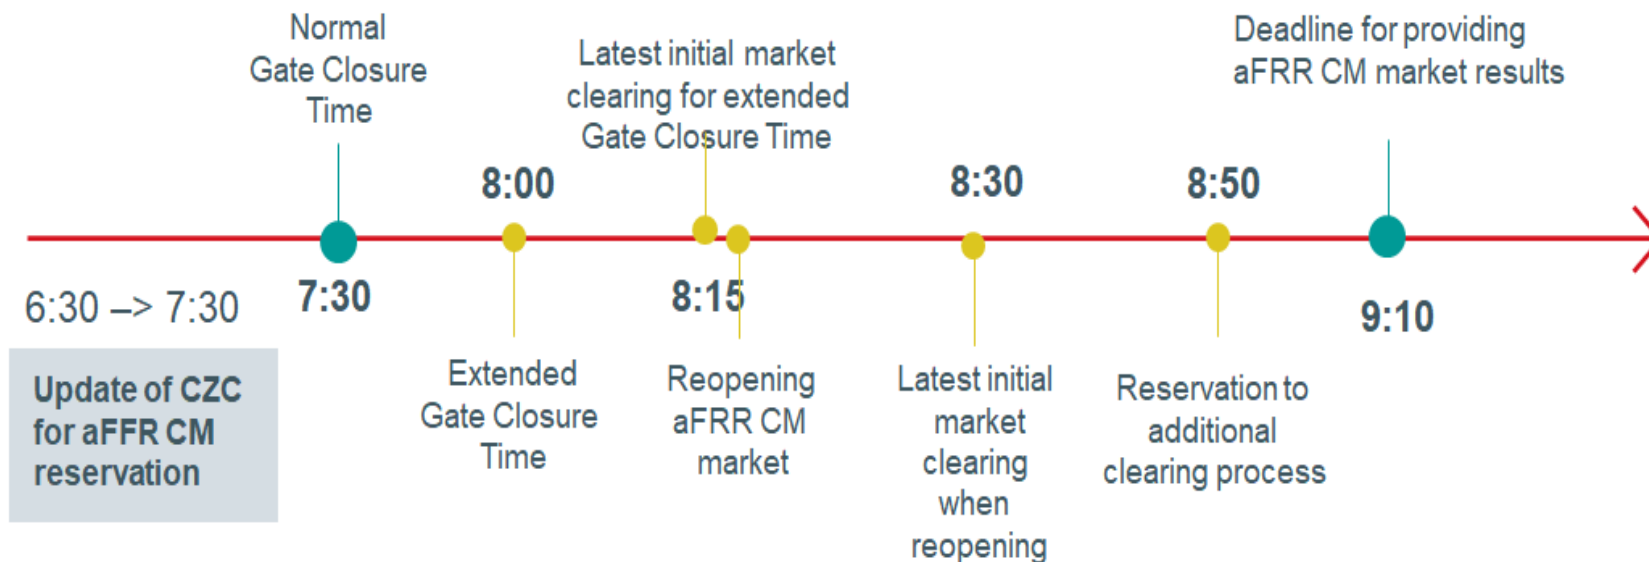 Normal
Gate Closure
Time
Latest initial market
clearing for extended
Gate Closure Time
Deadline for providing
aFRR CM market results
8:00
8:30
8:50
6:30 –> 7:30
7:30
8:15
9:10
Update of CZC
for aFFR CM
reservation
Extended
Gate Closure
Time
Reopening
aFRR CM
market
Latest initial
market
clearing
when
reopening
Reservation to
additional
clearing process